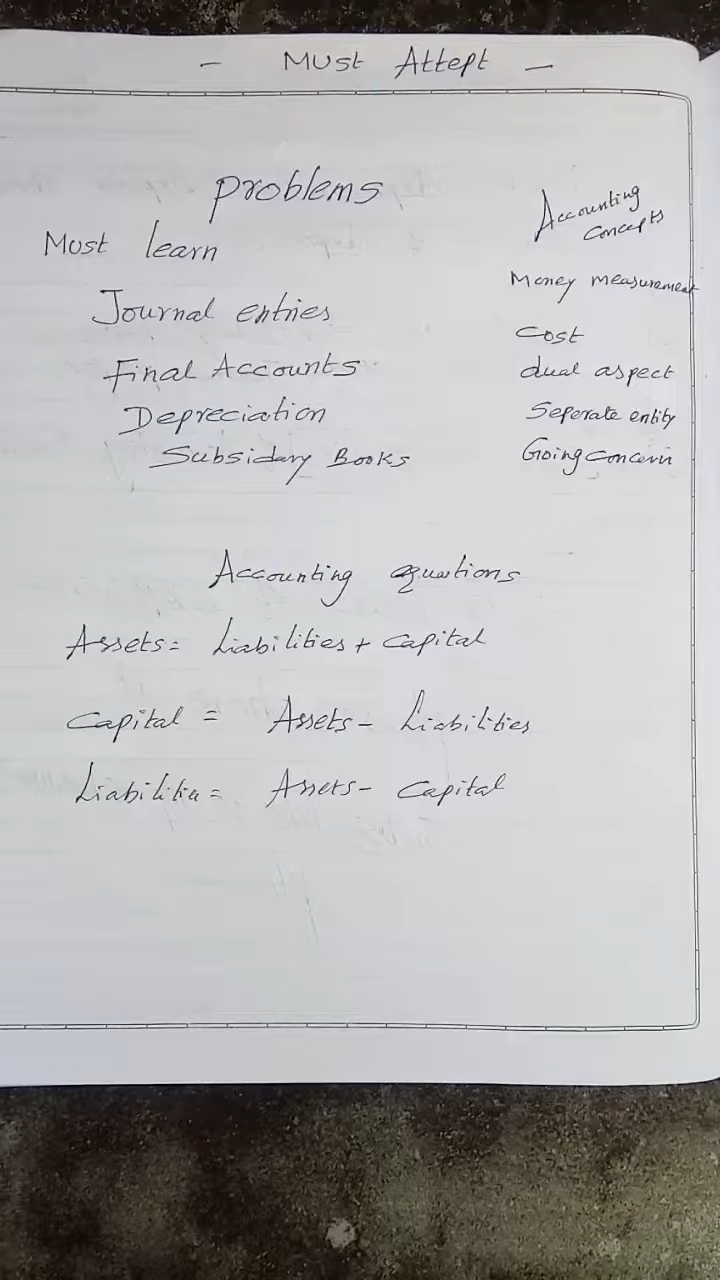 - Must Attept -
problems
Must learn
Journal entries
Final Accounts
Depreciation
Subsidary Books
Accounting
concepts
Money measurement
Cost
dual aspect
Seperate entity
Going concern
Accounting equations
Assets = Liabilities + Capital
Capital = Assets - Liabilities
Liabilities = Assets - Capital